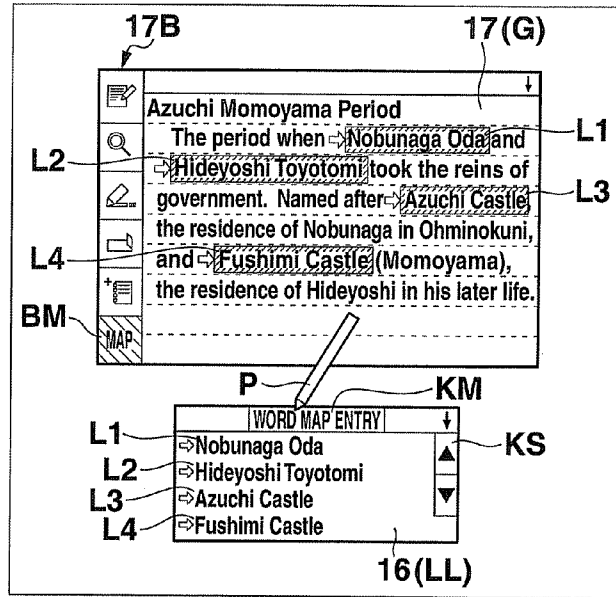 17B
17(G)
Azuchi Momoyama Period
The period when ⇨Nobunaga Oda and
L1
L2
⇨Hideyoshi Toyotomi took the reins of
government. Named after⇨Azuchi Castle,
L3
the residence of Nobunaga in Ohminokuni,
L4
and ⇨Fushimi Castle (Momoyama),
the residence of Hideyoshi in his later life.
BM
MAP
P
KM
WORD MAP ENTRY
KS
L1
⇨Nobunaga Oda
L2
⇨Hideyoshi Toyotomi
L3
⇨Azuchi Castle
L4
⇨Fushimi Castle
16(LL)